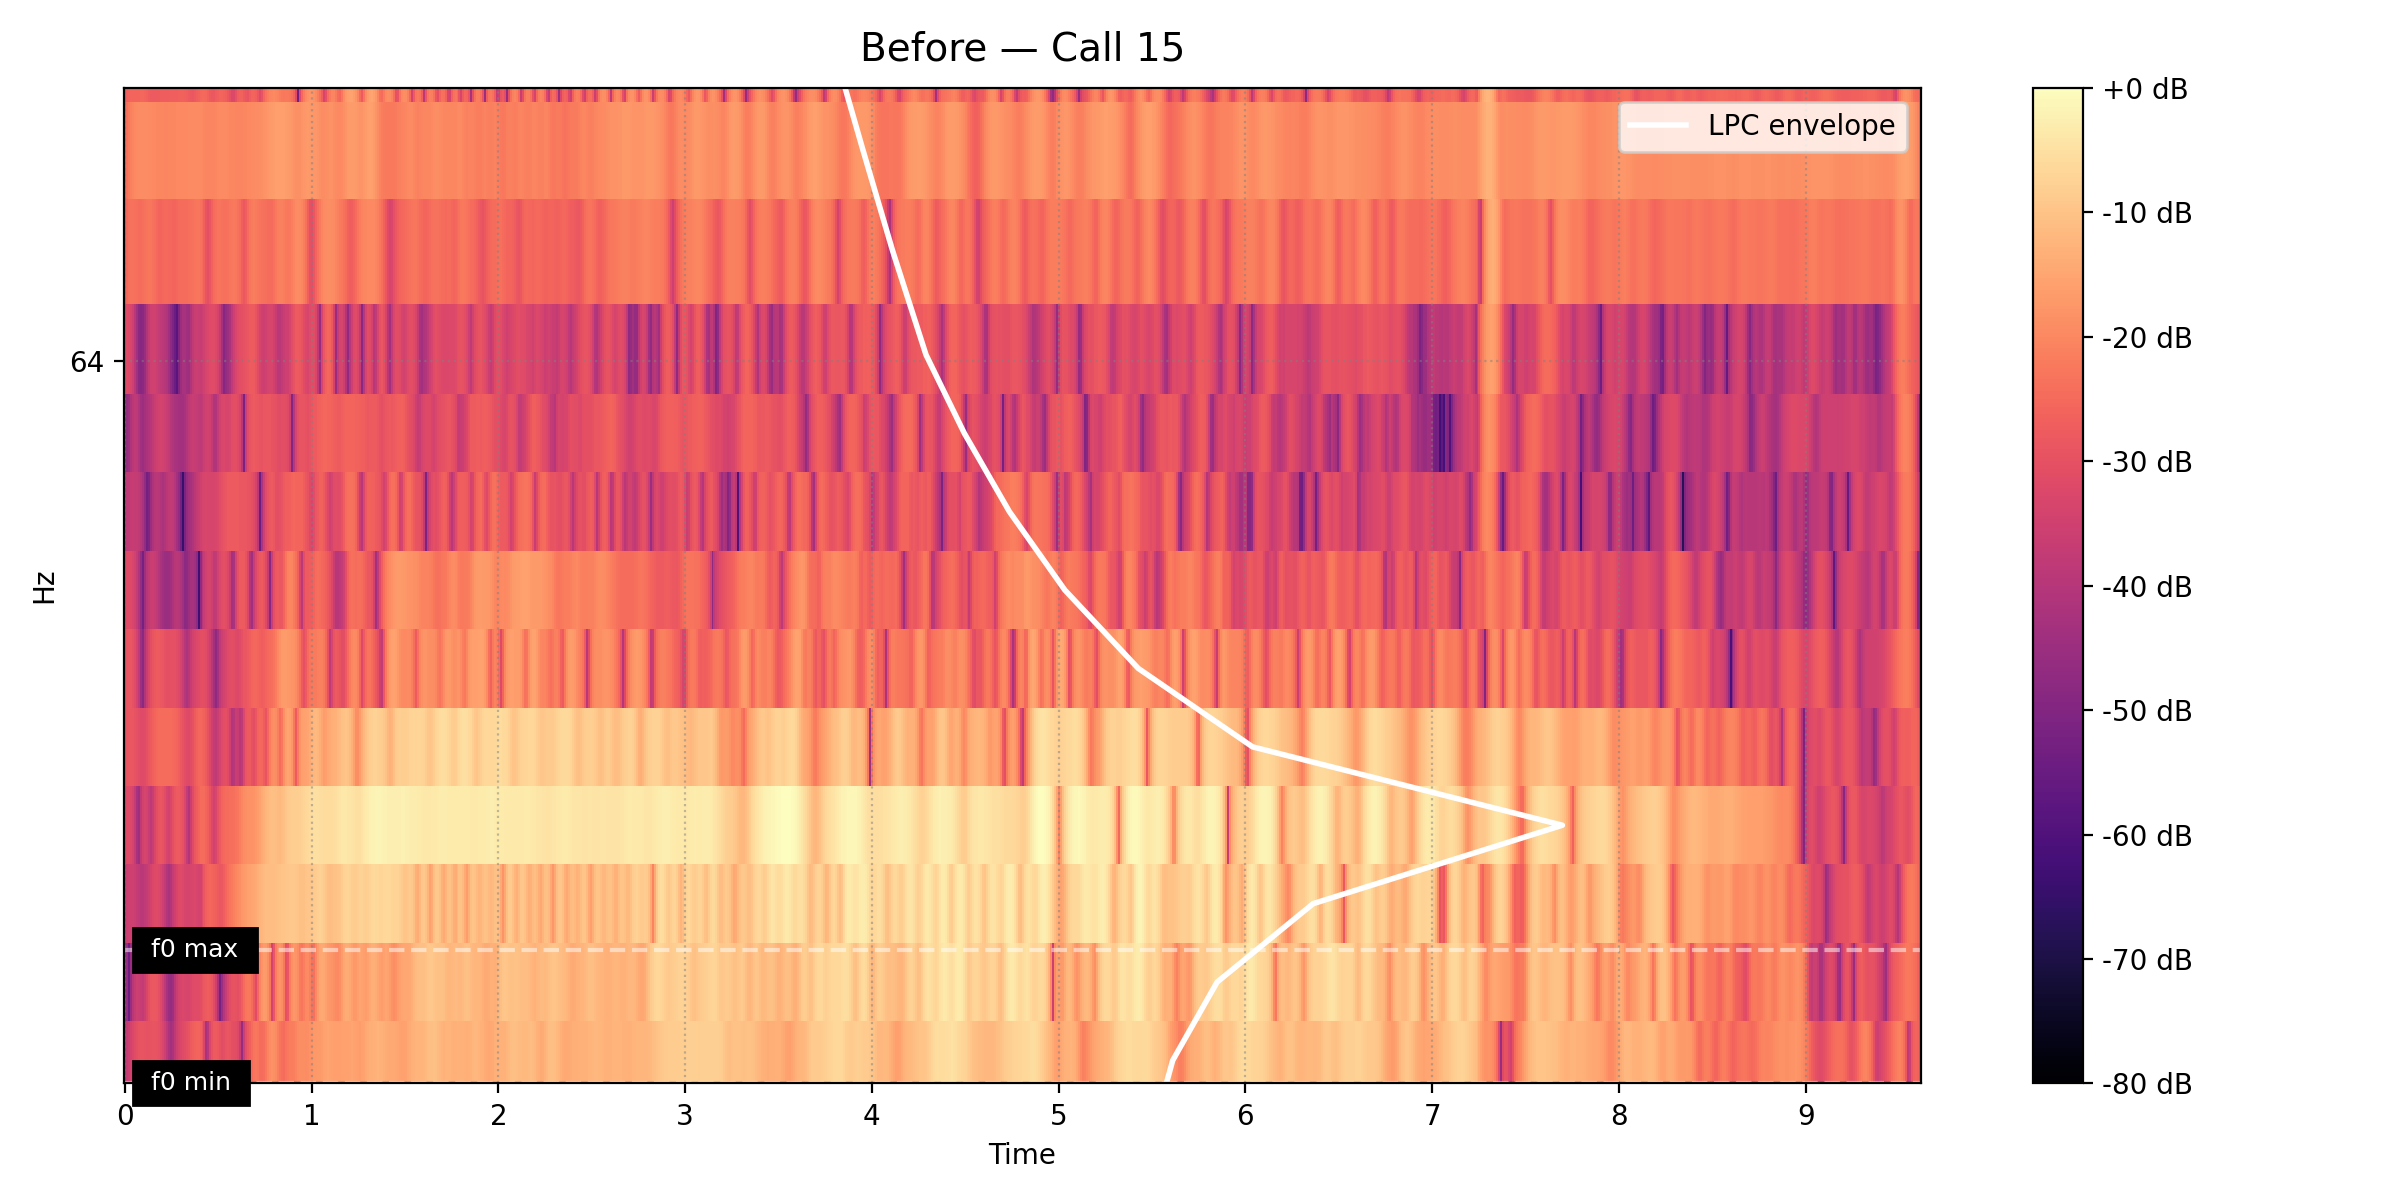 Before — Call 15
LPC envelope
+0 dB
-10 dB
-20 dB
-30 dB
-40 dB
-50 dB
-60 dB
-70 dB
-80 dB
64
Hz
f0 max
f0 min
0 1 2 3 4 5 6 7 8 9
Time